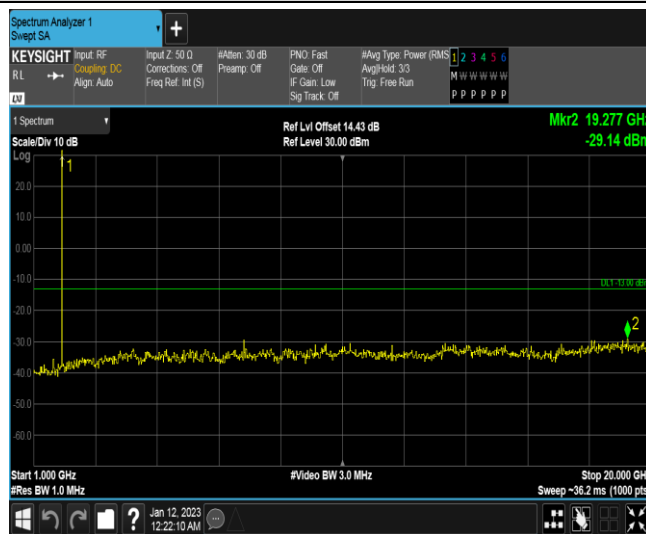 Spectrum Analyzer 1
Swept SA
+
KEYSIGHT Input: RF
RL Coupling: DC
Align: Auto
LXI
Input Z: 50 Ω
Corrections: Off
Freq Ref: Int (S)
#Atten: 30 dB
Preamp: Off
PNO: Fast
Gate: Off
IF Gain: Low
Sig Track: Off
#Avg Type: Power (RMS
Avg|Hold: 3/3
Trig: Free Run
1 2 3 4 5 6
M W W W W W
P P P P P P
1 Spectrum
Scale/Div 10 dB
Ref Lvl Offset 14.43 dB
Ref Level 30.00 dBm
Mkr2 19.277 GHz
-29.14 dBm
Log
1
20.0
10.0
0.00
-10.0
DL1 -13.00 dBm
-20.0
2
-30.0
-40.0
-50.0
-60.0
Start 1.000 GHz
#Res BW 1.0 MHz
#Video BW 3.0 MHz
Stop 20.000 GHz
Sweep ~36.2 ms (1000 pts
?
Jan 12, 2023
12:22:10 AM